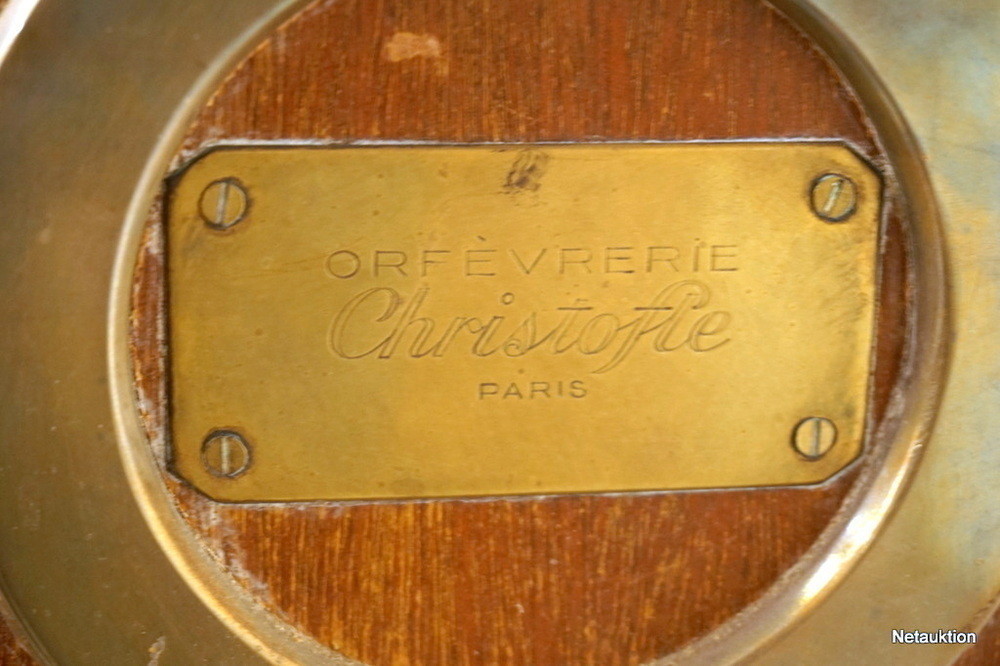 ORFÈVRERIE
Christofle
PARIS
Netauktion